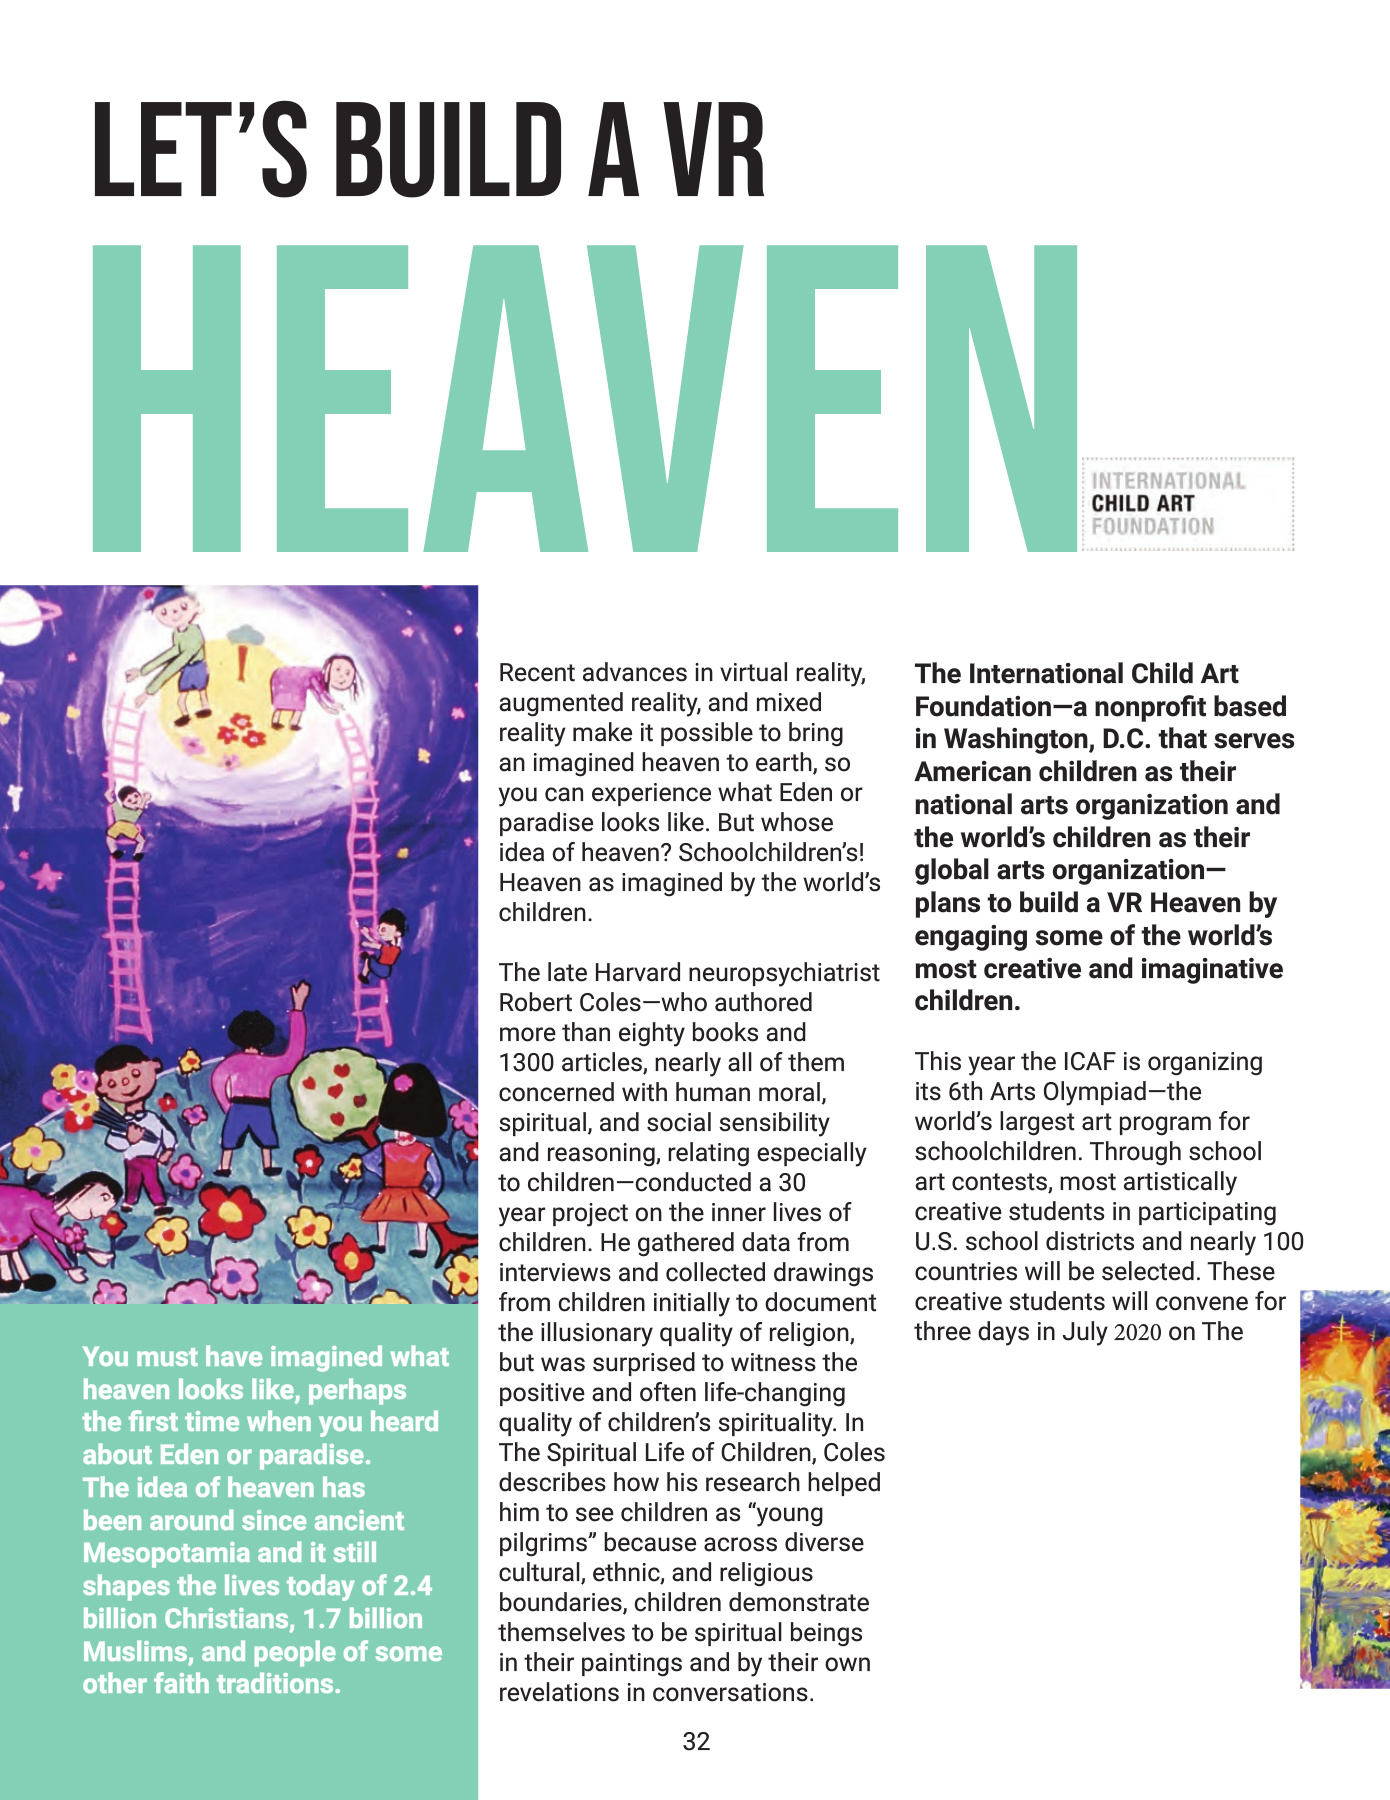 LET’S BUILD A VR
HEAVEN
INTERNATIONAL
CHILD ART
FOUNDATION
You must have imagined what
heaven looks like, perhaps
the first time when you heard
about Eden or paradise.
The idea of heaven has
been around since ancient
Mesopotamia and it still
shapes the lives today of 2.4
billion Christians, 1.7 billion
Muslims, and people of some
other faith traditions.
Recent advances in virtual reality,
augmented reality, and mixed
reality make it possible to bring
an imagined heaven to earth, so
you can experience what Eden or
paradise looks like. But whose
idea of heaven? Schoolchildren’s!
Heaven as imagined by the world’s
children.
The late Harvard neuropsychiatrist
Robert Coles—who authored
more than eighty books and
1300 articles, nearly all of them
concerned with human moral,
spiritual, and social sensibility
and reasoning, relating especially
to children—conducted a 30
year project on the inner lives of
children. He gathered data from
interviews and collected drawings
from children initially to document
the illusionary quality of religion,
but was surprised to witness the
positive and often life-changing
quality of children’s spirituality. In
The Spiritual Life of Children, Coles
describes how his research helped
him to see children as “young
pilgrims” because across diverse
cultural, ethnic, and religious
boundaries, children demonstrate
themselves to be spiritual beings
in their paintings and by their own
revelations in conversations.
The International Child Art
Foundation—a nonprofit based
in Washington, D.C. that serves
American children as their
national arts organization and
the world’s children as their
global arts organization—
plans to build a VR Heaven by
engaging some of the world’s
most creative and imaginative
children.
This year the ICAF is organizing
its 6th Arts Olympiad—the
world’s largest art program for
schoolchildren. Through school
art contests, most artistically
creative students in participating
U.S. school districts and nearly 100
countries will be selected. These
creative students will convene for
three days in July 2020 on The
32